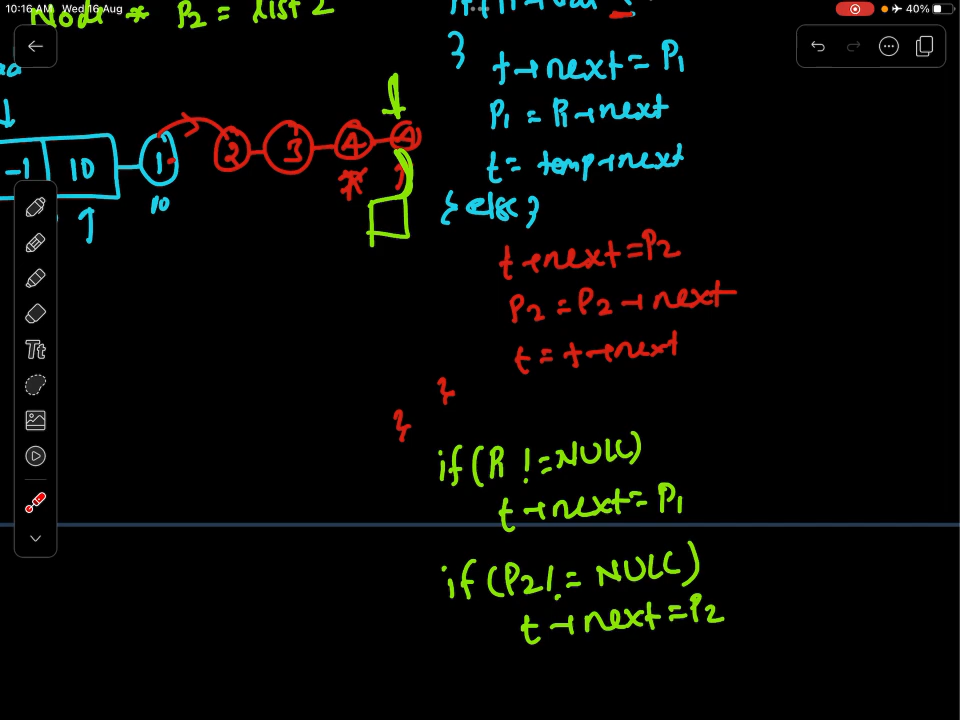 10:16 AM Wed 16 Aug
40%
Node * P2 = list 2
}
t→next = P1
P1 = P1→next
t = temp→next
} else }
t→next = P2
P2 = P2→next
t = t→next
}
}
if(P1 != NULL)
t→next = P1
if(P2 != NULL)
t→next = P2
-1 10 1 2 3 4 4
10
Tt